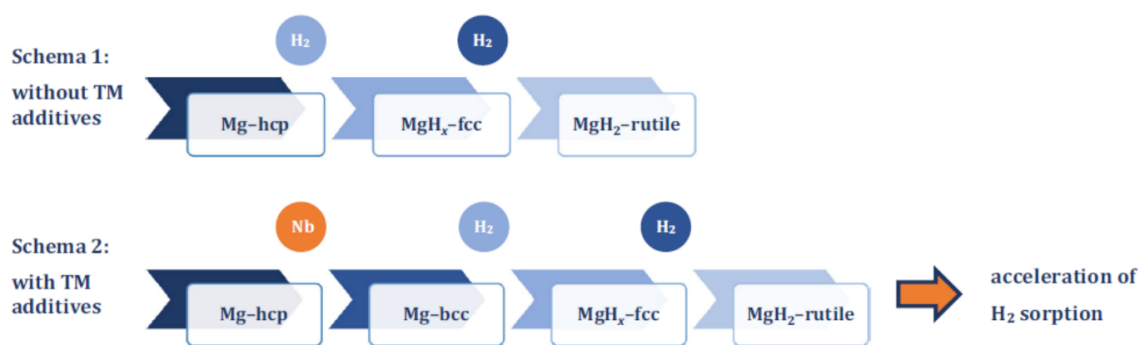 H₂ H₂
Schema 1:
without TM
additives
Mg–hcp MgHₓ–fcc MgH₂–rutile
Nb H₂ H₂
Schema 2:
with TM
additives
Mg–hcp Mg–bcc MgHₓ–fcc MgH₂–rutile
acceleration of
H₂ sorption